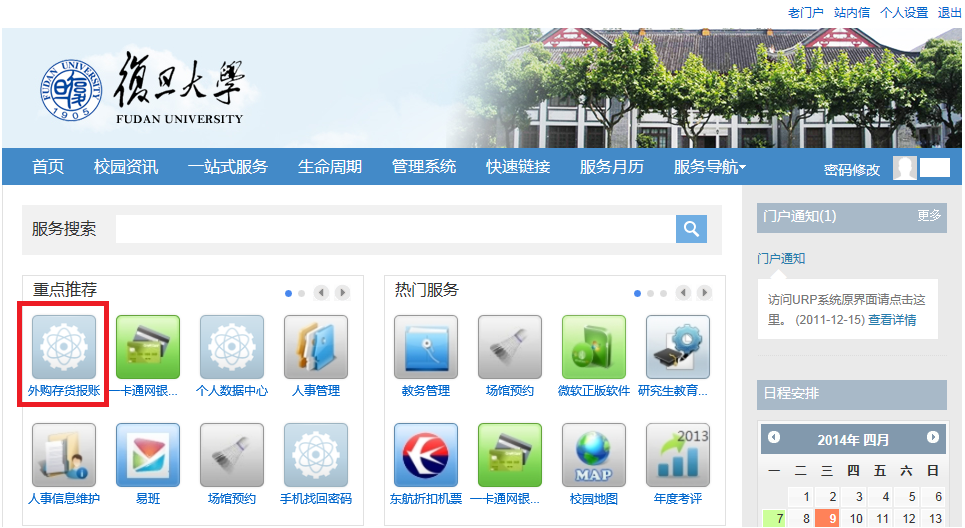 老门户 站内信 个人设置 退出
FUDAN UNIVERSITY
1905
復旦大學
FUDAN UNIVERSITY
首页 校园资讯 一站式服务 生命周期 管理系统 快速链接 服务月历 服务导航
密码修改
服务搜索
重点推荐
外购存货报账 一卡通网银... 个人数据中心 人事管理
人事信息维护 易班 场馆预约 手机找回密码
热门服务
教务管理 场馆预约 微软正版软件 研究生教育...
MAP
2013
东航折扣机票 一卡通网银... 校园地图 年度考评
门户通知(1) 更多
门户通知
访问URP系统原界面请点击这
里。 (2011-12-15) 查看详情
日程安排
2014年 四月
一 二 三 四 五 六 日
1 2 3 4 5 6
7 8 9 10 11 12 13